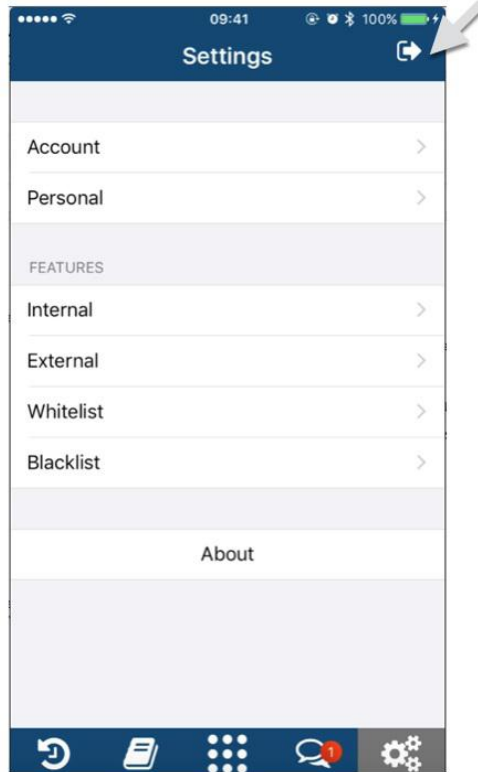 09:41 100%
Settings
Account
Personal
FEATURES
Internal
External
Whitelist
Blacklist
About
1